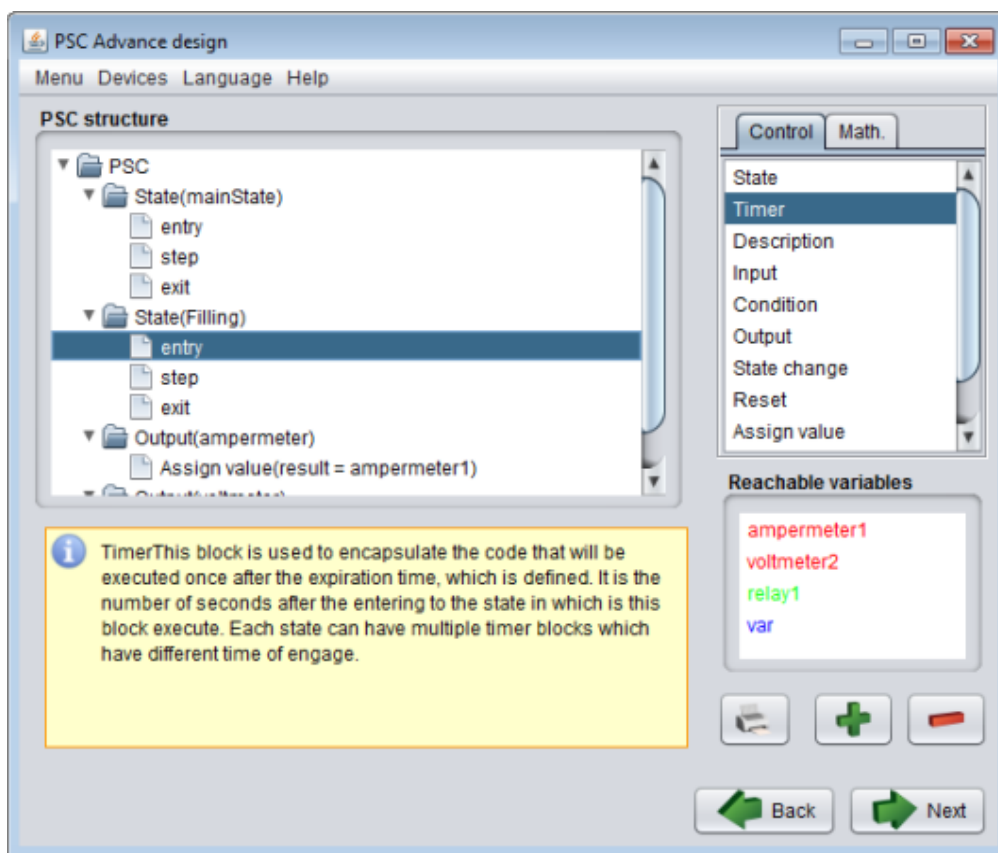 PSC Advance design
Menu Devices Language Help
PSC structure
PSC
State(mainState)
entry
step
exit
State(Filling)
entry
step
exit
Output(ampermeter)
Assign value(result = ampermeter1)
Control Math.
State
Timer
Description
Input
Condition
Output
State change
Reset
Assign value
Reachable variables
ampermeter1
voltmeter2
relay1
var
TimerThis block is used to encapsulate the code that will be
executed once after the expiration time, which is defined. It is the
number of seconds after the entering to the state in which is this
block execute. Each state can have multiple timer blocks which
have different time of engage.
Back
Next